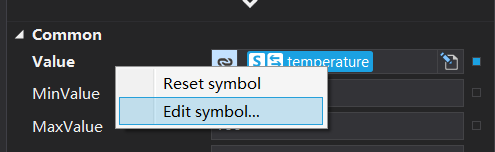 Common
Value
S temperature
Reset symbol
MinValue
Edit symbol...
MaxValue